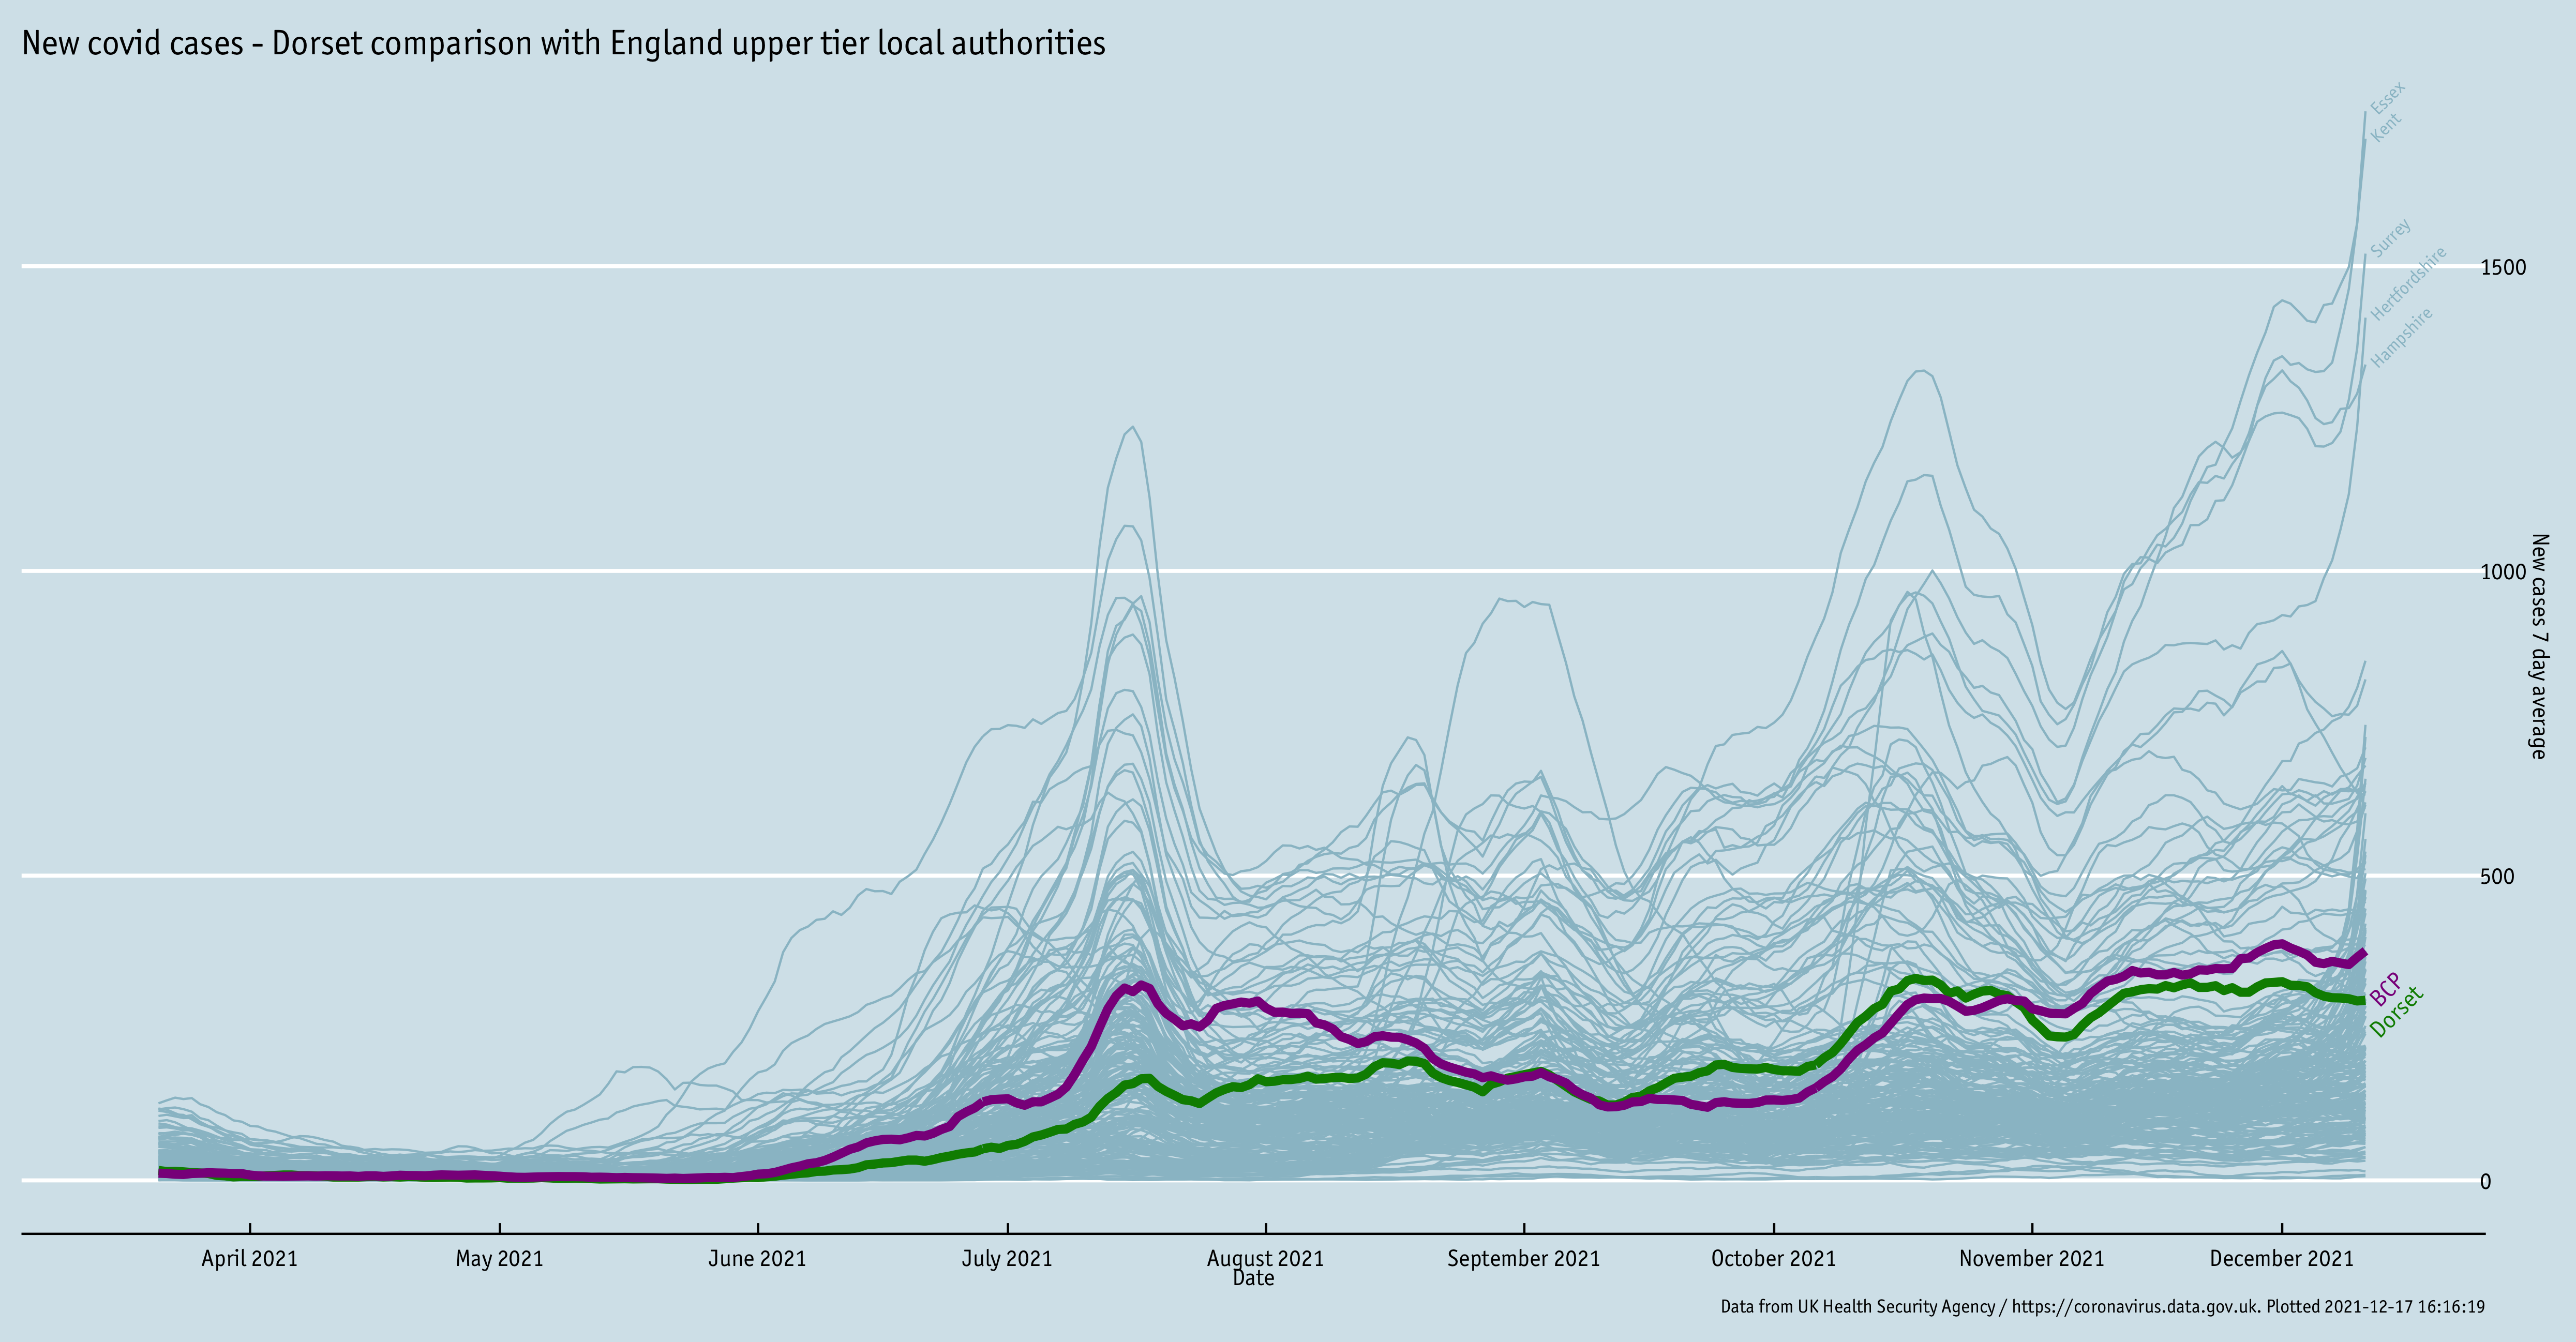 New covid cases - Dorset comparison with England upper tier local authorities
Essex
Kent
Surrey
Hertfordshire
Hampshire
1500
1000
500
0
New cases 7 day average
BCP
Dorset
April 2021
May 2021
June 2021
July 2021
August 2021
September 2021
October 2021
November 2021
December 2021
Date
Data from UK Health Security Agency / https://coronavirus.data.gov.uk. Plotted 2021-12-17 16:16:19